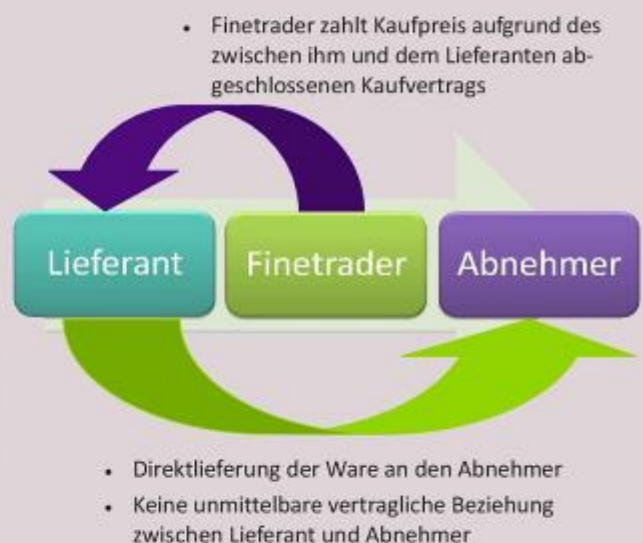 • Finetrader zahlt Kaufpreis aufgrund des
zwischen ihm und dem Lieferanten ab-
geschlossenen Kaufvertrags
Lieferant Finetrader Abnehmer
• Direktlieferung der Ware an den Abnehmer
• Keine unmittelbare vertragliche Beziehung
zwischen Lieferant und Abnehmer